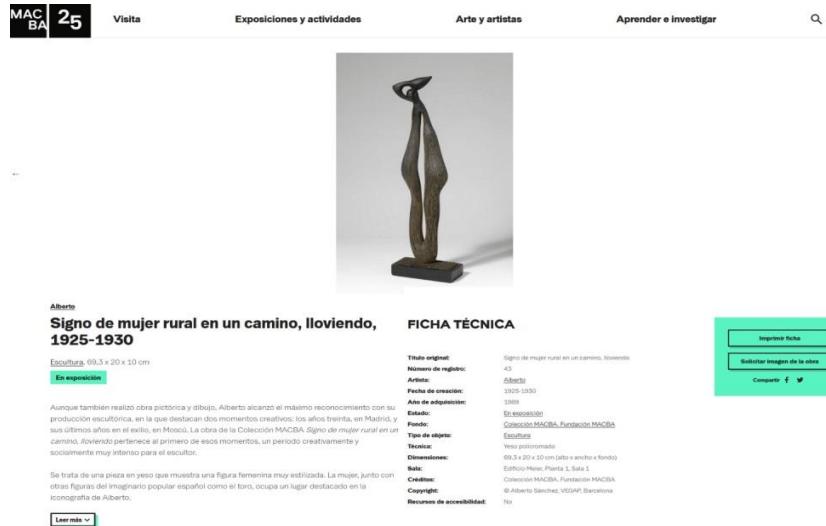 MAC
BA
25
Visita
Exposiciones y actividades
Arte y artistas
Aprender e investigar
←
Alberto
Signo de mujer rural en un camino, lloviendo,
1925-1930
Escultura, 69,3 x 20 x 10 cm
En exposición
Aunque también realizó obra pictórica y dibujo, Alberto alcanzó el máximo reconocimiento con su
producción escultórica, en la que destacan dos momentos creativos: los años treinta, en Madrid, y
sus últimos años en el exilio, en Moscú. La obra de la Colección MACBA Signo de mujer rural en un
camino, lloviendo pertenece al primero de esos momentos, un período creativamente y
socialmente muy intenso para el escultor.
Se trata de una pieza en yeso que muestra una figura femenina muy estilizada. La mujer, junto con
otras figuras del imaginario popular español como el toro, ocupa un lugar destacado en la
iconografía de Alberto.
Leer más
FICHA TÉCNICA
Título original: Signo de mujer rural en un camino, lloviendo
Número de registro: 43
Artista: Alberto
Fecha de creación: 1925-1930
Año de adquisición: 1989
Estado: En exposición
Fondo: Colección MACBA. Fundación MACBA
Tipo de objeto: Escultura
Técnica: Yeso policromado
Dimensiones: 69,3 x 20 x 10 cm (alto x ancho x fondo)
Sala: Edificio Meier, Planta 1, Sala 1
Créditos: Colección MACBA. Fundación MACBA
Copyright: © Alberto Sánchez, VEGAP, Barcelona
Recursos de accesibilidad: No
Imprimir ficha
Solicitar imagen de la obra
Compartir